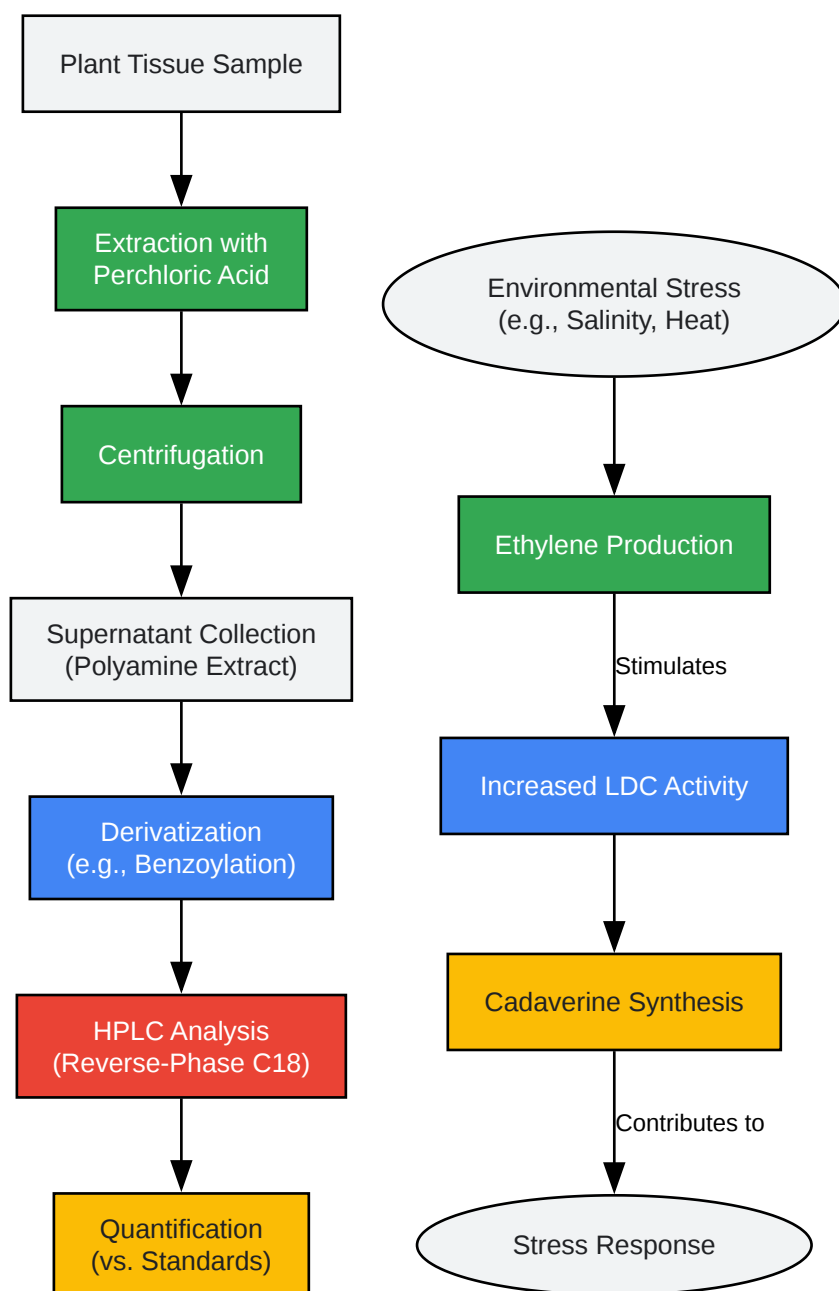 Plant Tissue Sample
Extraction with
Perchloric Acid
Centrifugation
Supernatant Collection
(Polyamine Extract)
Derivatization
(e.g., Benzoylation)
HPLC Analysis
(Reverse-Phase C18)
Quantification
(vs. Standards)
Environmental Stress
(e.g., Salinity, Heat)
Ethylene Production
Stimulates
Increased LDC Activity
Cadaverine Synthesis
Contributes to
Stress Response